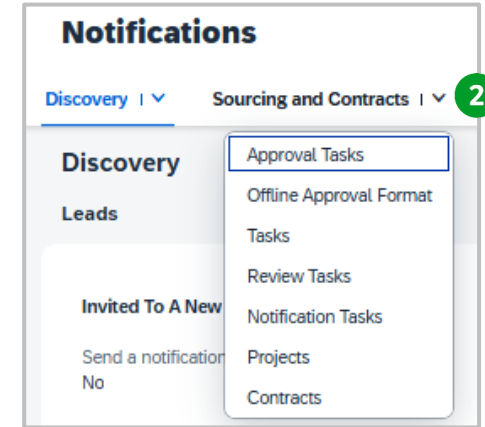 Notifications
Discovery
Sourcing and Contracts
2
Discovery
Leads
Invited To A New
Send a notification
No
Approval Tasks
Offline Approval Format
Tasks
Review Tasks
Notification Tasks
Projects
Contracts